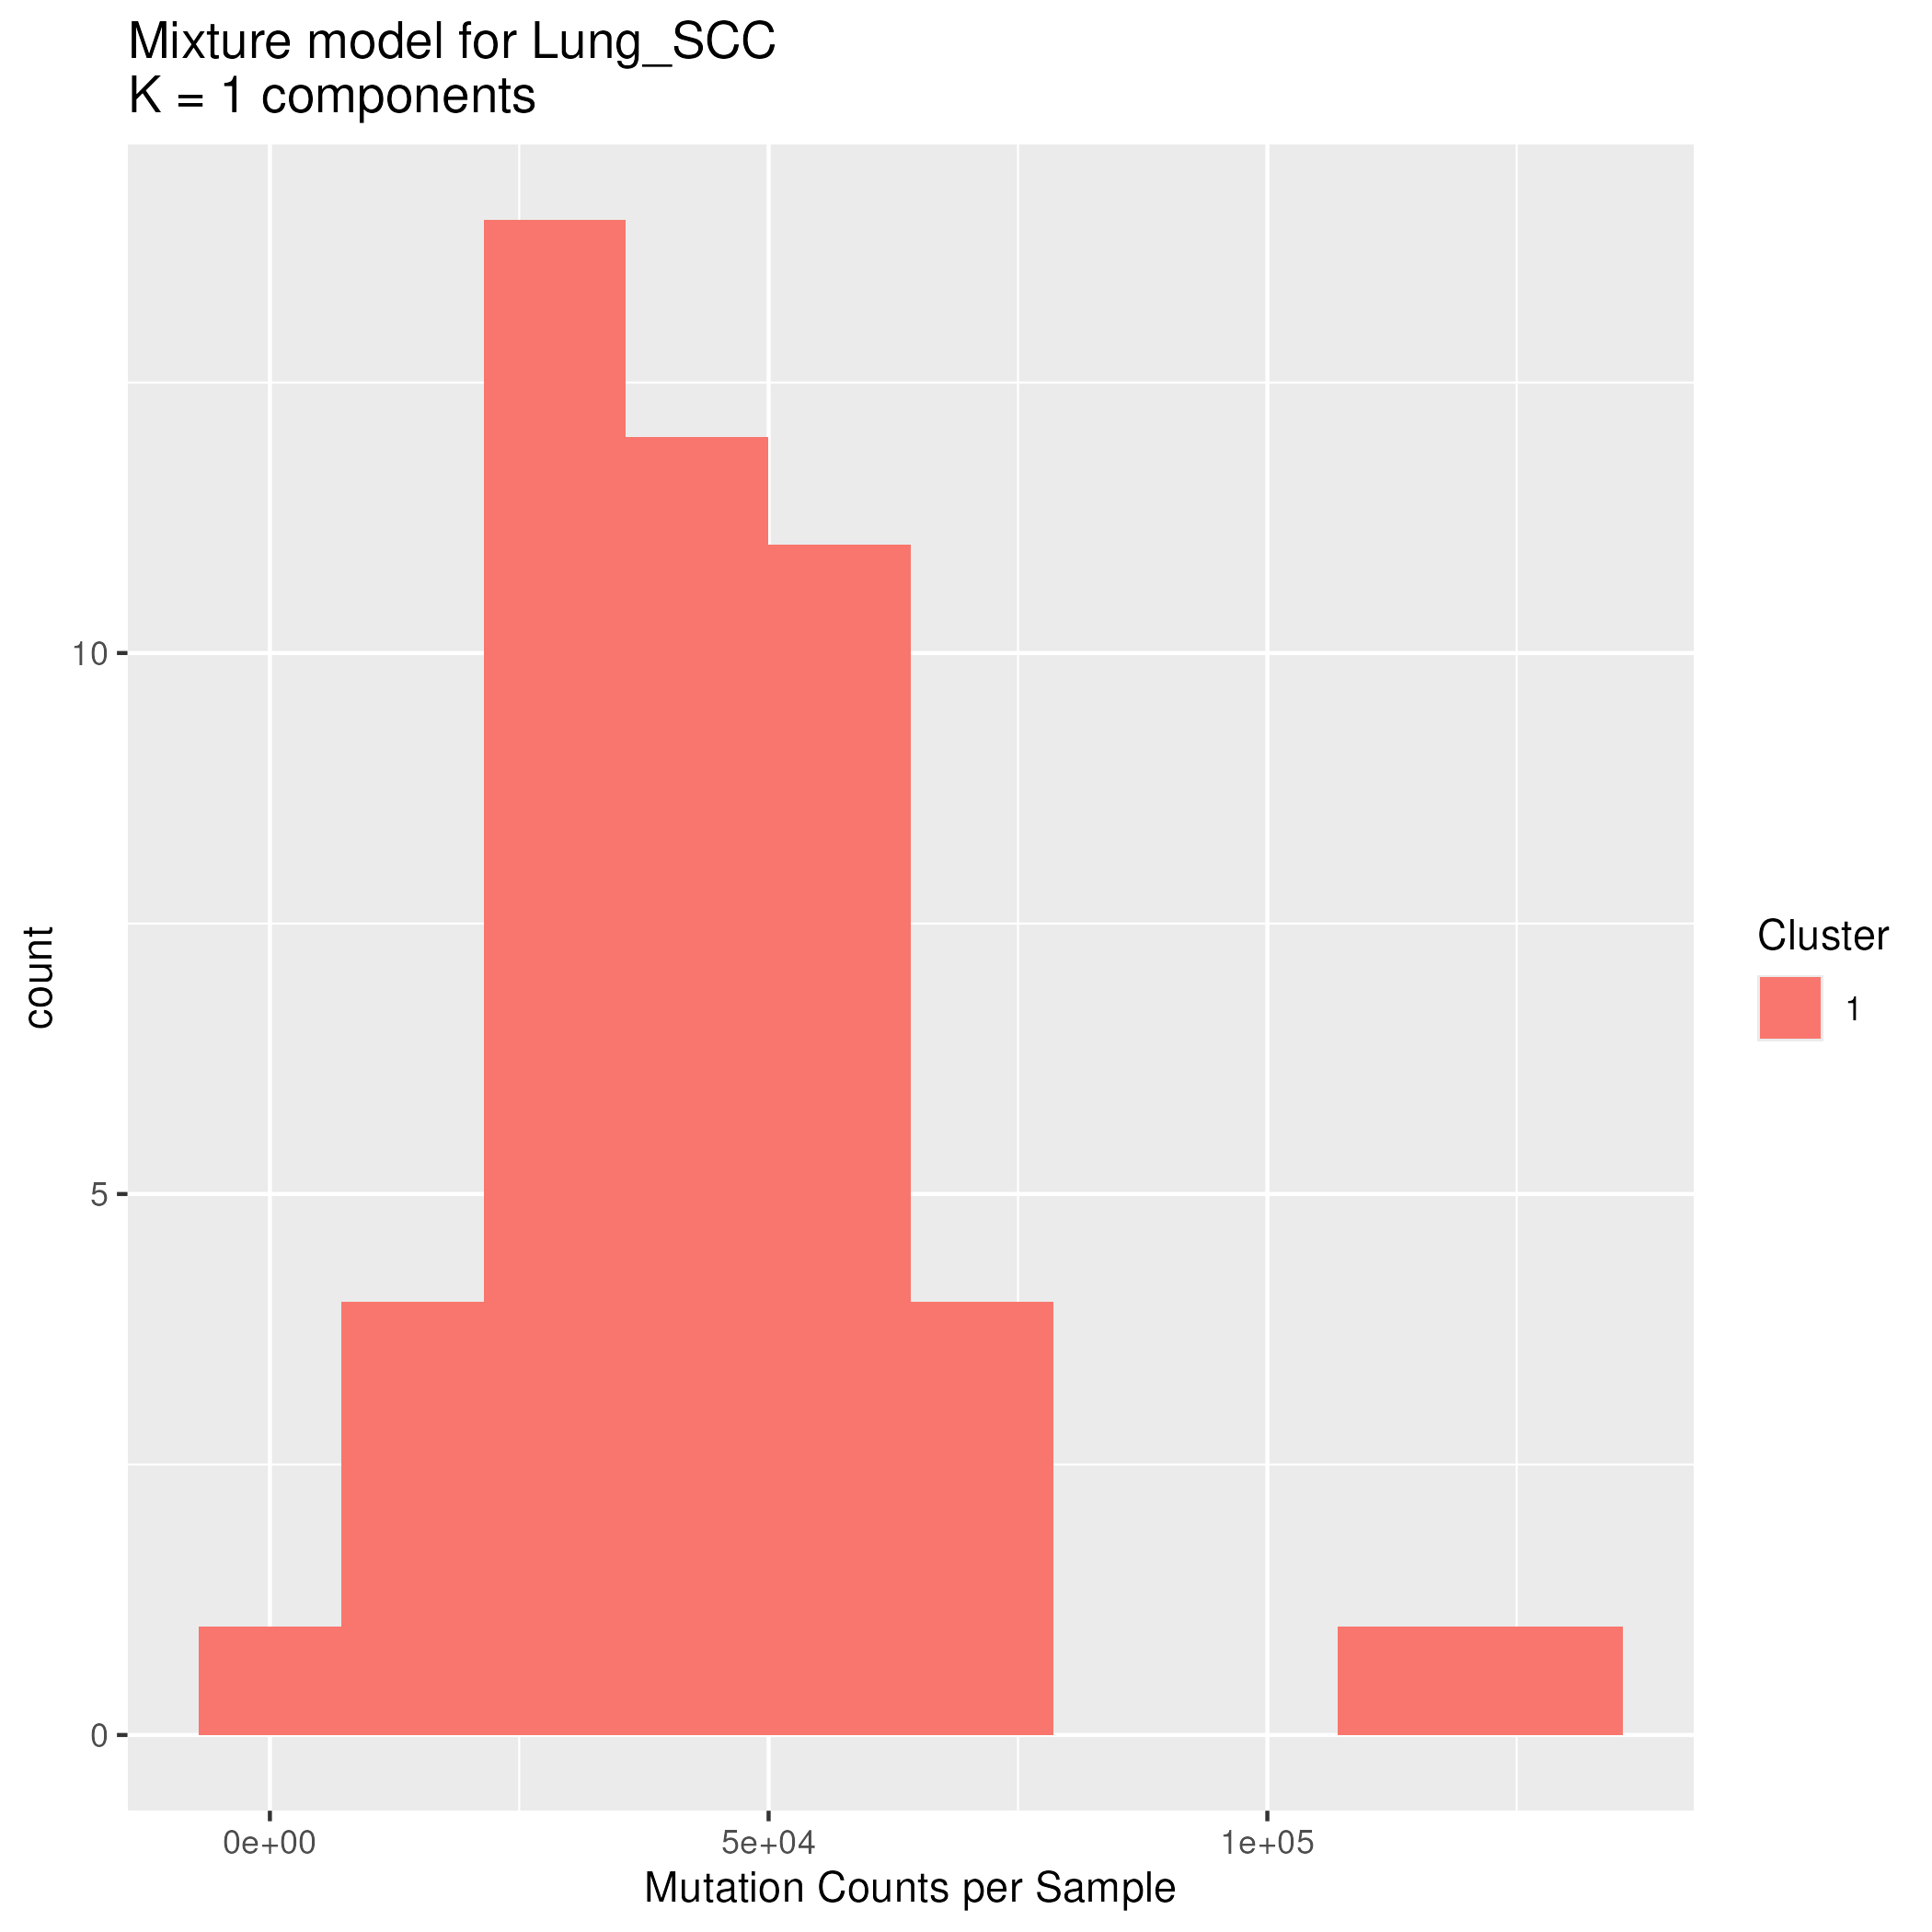 Mixture model for Lung_SCC
K = 1 components
10
5
0
count
0e+00
5e+04
1e+05
Mutation Counts per Sample
Cluster
1